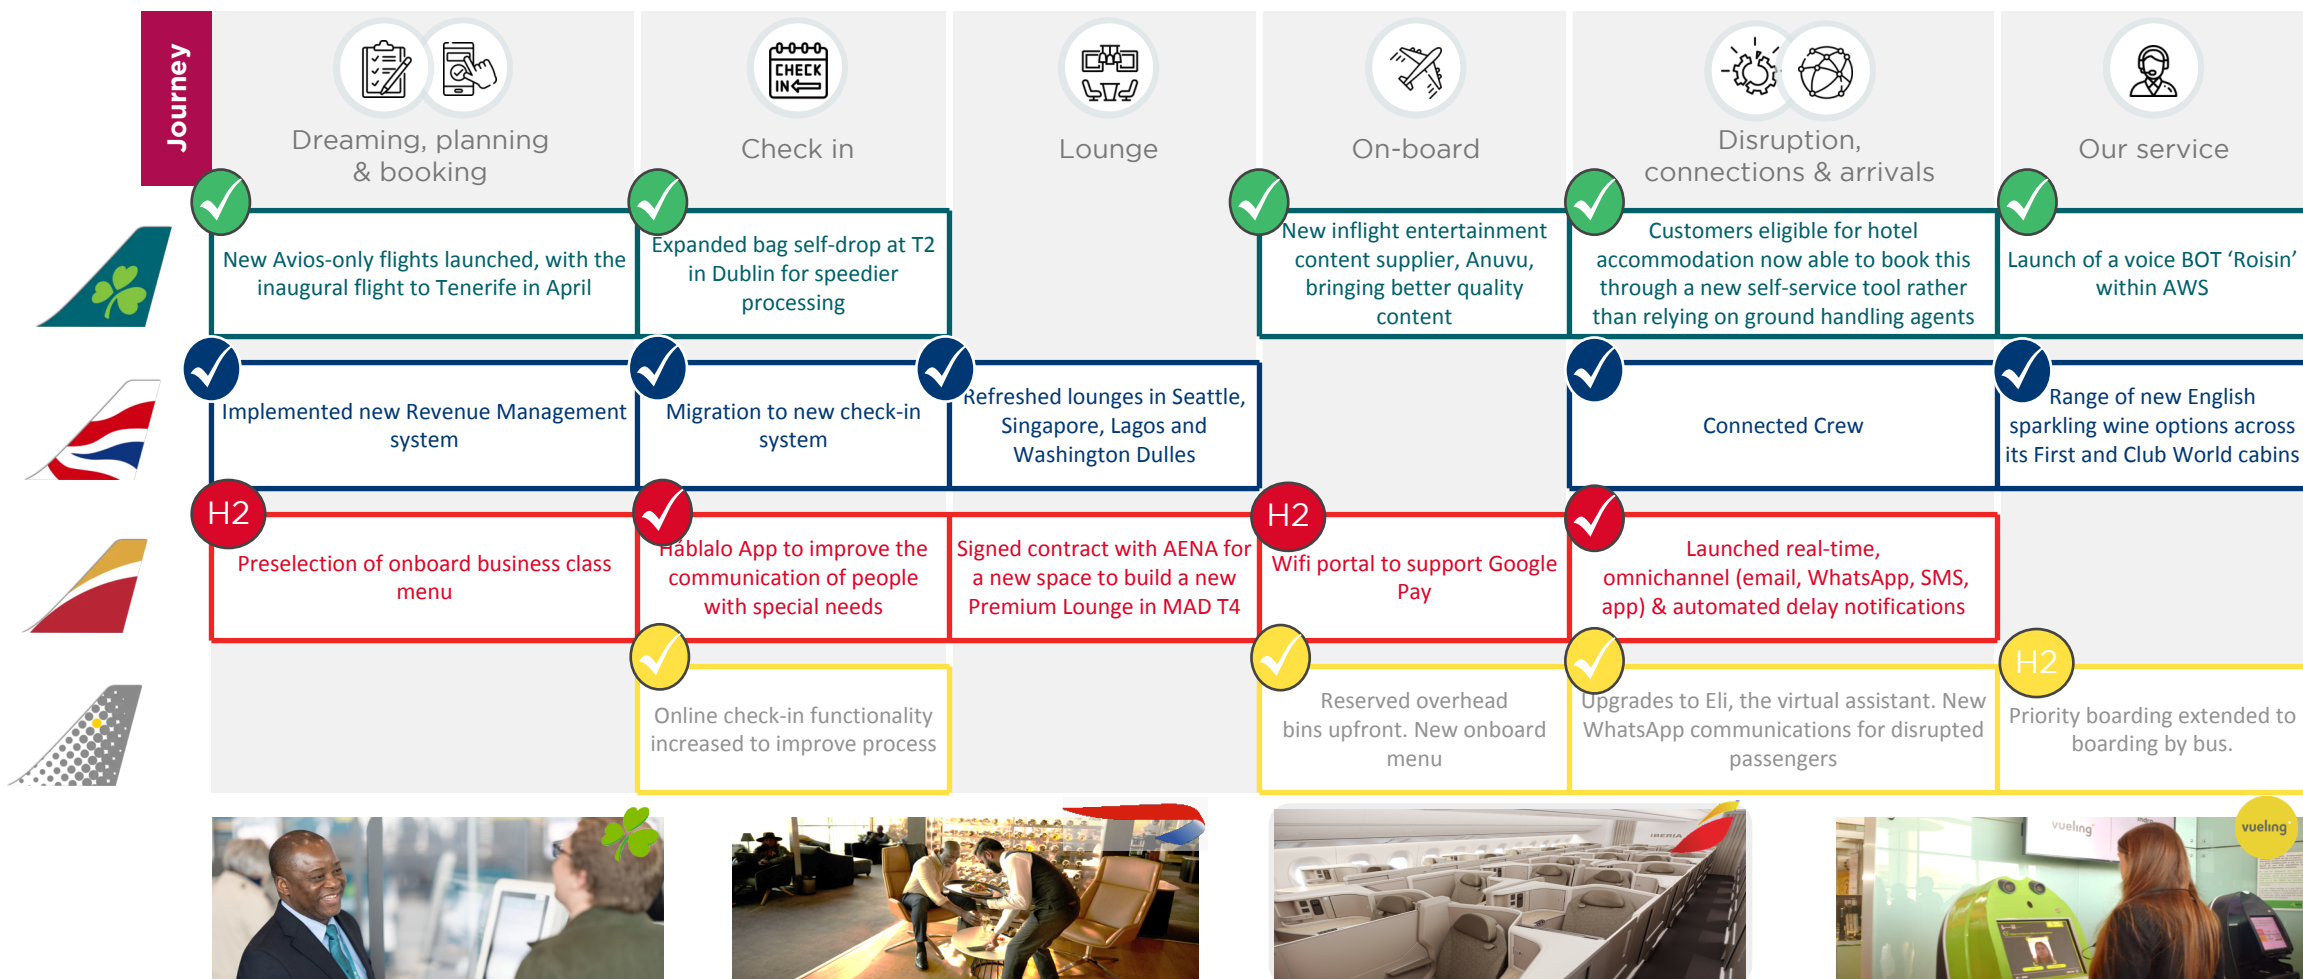 Journey
CHECK
IN
Dreaming, planning
& booking
Check in
Lounge
On-board
Disruption,
connections & arrivals
Our service
New Avios-only flights launched, with the
inaugural flight to Tenerife in April
Expanded bag self-drop at T2
in Dublin for speedier
processing
New inflight entertainment
content supplier, Anuvu,
bringing better quality
content
Customers eligible for hotel
accommodation now able to book this
through a new self-service tool rather
than relying on ground handling agents
Launch of a voice BOT ‘Roisin’
within AWS
Implemented new Revenue Management
system
Migration to new check-in
system
Refreshed lounges in Seattle,
Singapore, Lagos and
Washington Dulles
Connected Crew
Range of new English
sparkling wine options across
its First and Club World cabins
H2
Preselection of onboard business class
menu
Háblalo App to improve the
communication of people
with special needs
Signed contract with AENA for
a new space to build a new
Premium Lounge in MAD T4
H2
Wifi portal to support Google
Pay
Launched real-time,
omnichannel (email, WhatsApp, SMS,
app) & automated delay notifications
Online check-in functionality
increased to improve process
Reserved overhead
bins upfront. New onboard
menu
Upgrades to Eli, the virtual assistant. New
WhatsApp communications for disrupted
passengers
H2
Priority boarding extended to
boarding by bus.
IBERIA
vueling
vueling